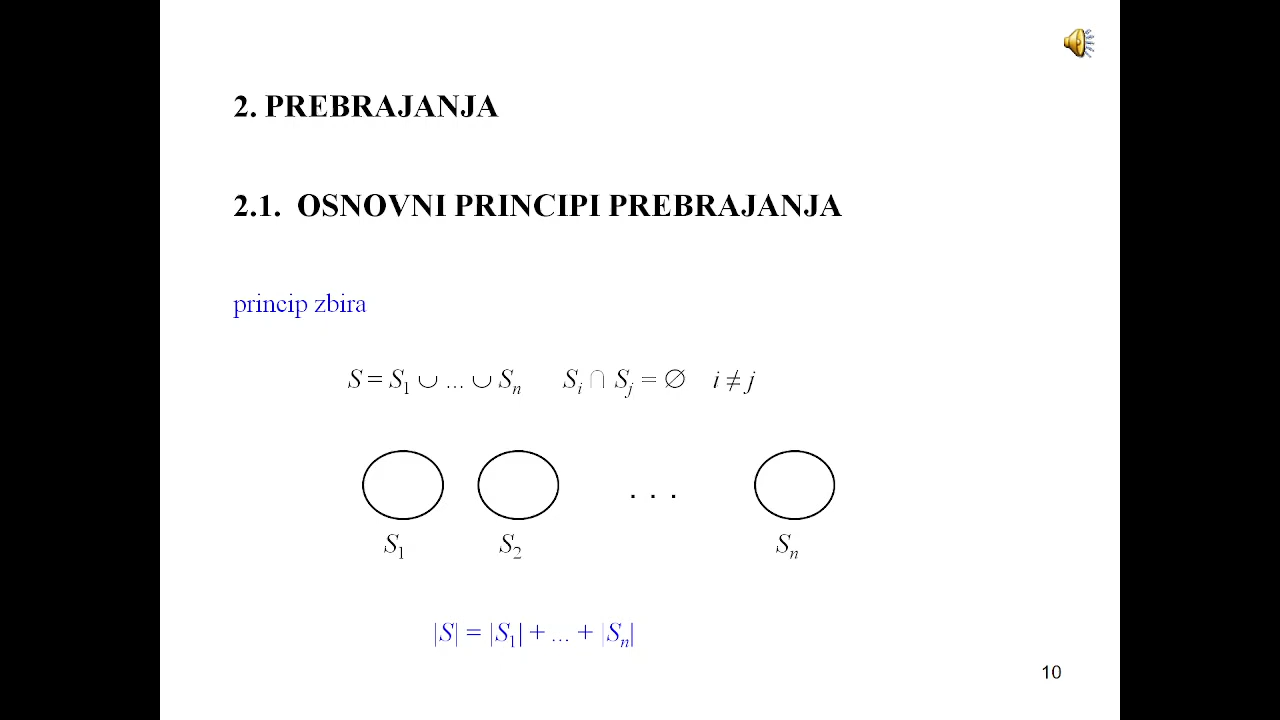 2. PREBRAJANJA
2.1. OSNOVNI PRINCIPI PREBRAJANJA
princip zbira
S = S₁ ∪ ... ∪ Sₙ Sᵢ ∩ Sⱼ = ∅ i ≠ j
. . .
S₁ S₂ Sₙ
|S| = |S₁| + ... + |Sₙ|
10